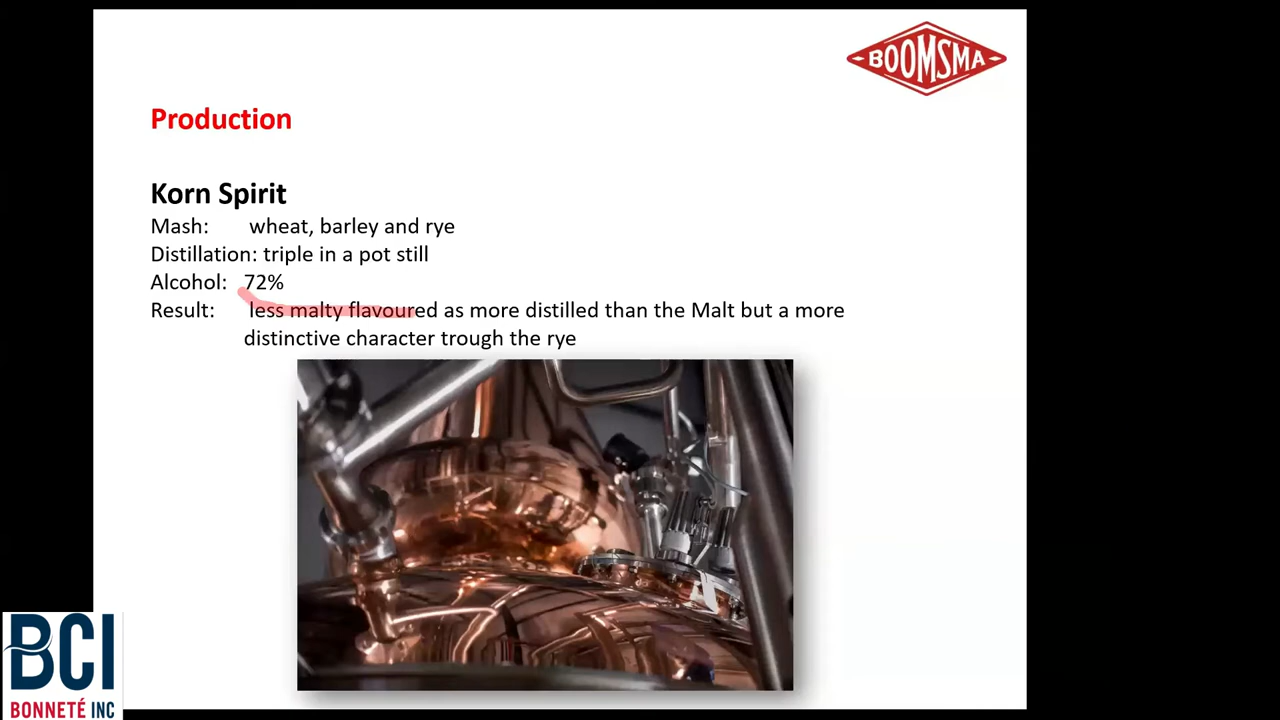 BOOMSMA
Production
Korn Spirit
Mash: wheat, barley and rye
Distillation: triple in a pot still
Alcohol: 72%
Result: less malty flavoured as more distilled than the Malt but a more
distinctive character trough the rye
BCI
BONNETÉ INC